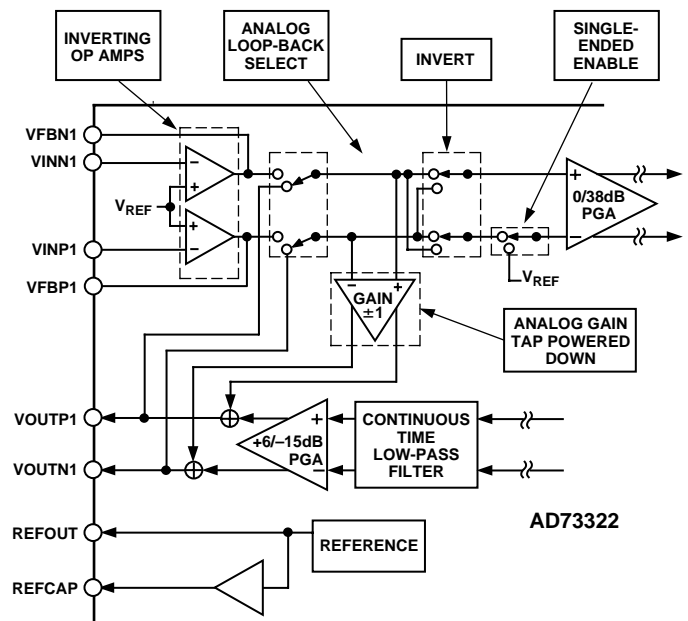 INVERTING
OP AMPS
ANALOG
LOOP-BACK
SELECT
INVERT
SINGLE-
ENDED
ENABLE
VFBN1
VINN1
VREF
VINP1
VFBP1
–
+
+
–
+
0/38dB
PGA
–
VREF
–
+
GAIN
±1
ANALOG GAIN
TAP POWERED
DOWN
VOUTP1
VOUTN1
+
+6/–15dB
PGA
–
CONTINUOUS
TIME
LOW-PASS
FILTER
AD73322
REFOUT
REFERENCE
REFCAP